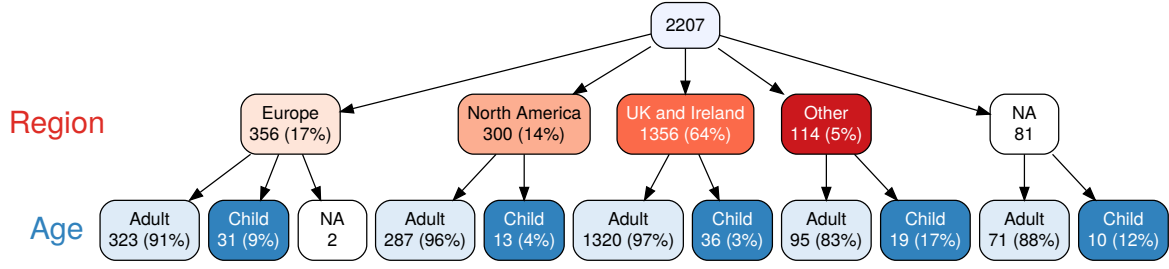 2207
Region
Europe
356 (17%)
North America
300 (14%)
UK and Ireland
1356 (64%)
Other
114 (5%)
NA
81
Age
Adult
323 (91%)
Child
31 (9%)
NA
2
Adult
287 (96%)
Child
13 (4%)
Adult
1320 (97%)
Child
36 (3%)
Adult
95 (83%)
Child
19 (17%)
Adult
71 (88%)
Child
10 (12%)